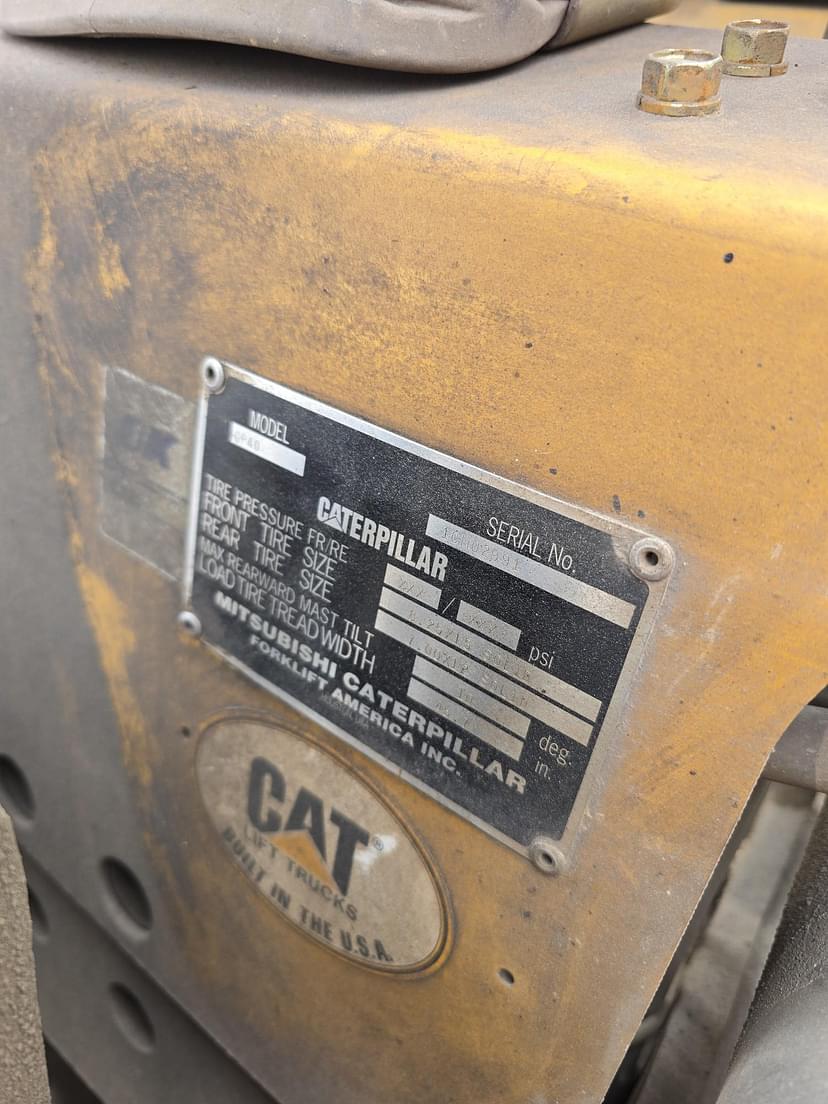 MODEL
GP40
SERIAL No.
CATERPILLAR
TIRE PRESSURE FR/RE / psi
FRONT TIRE SIZE
REAR TIRE SIZE
MAX REARWARD MAST TILT deg.
LOAD TIRE TREAD WIDTH in.
MITSUBISHI CATERPILLAR
FORKLIFT AMERICA INC.
CAT®
LIFT TRUCKS
BUILT IN THE U.S.A.